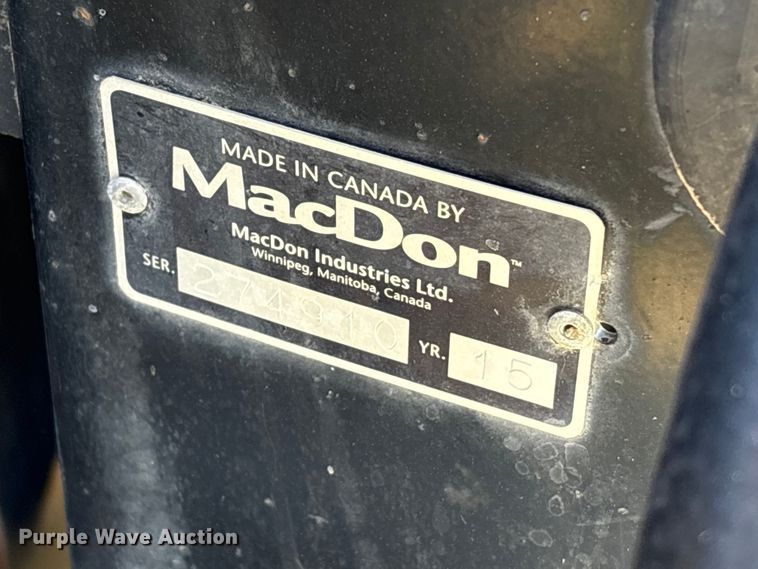 MADE IN CANADA BY
MacDon™
MacDon Industries Ltd.
Winnipeg, Manitoba, Canada
SER. 274910 YR. 15
Purple Wave Auction